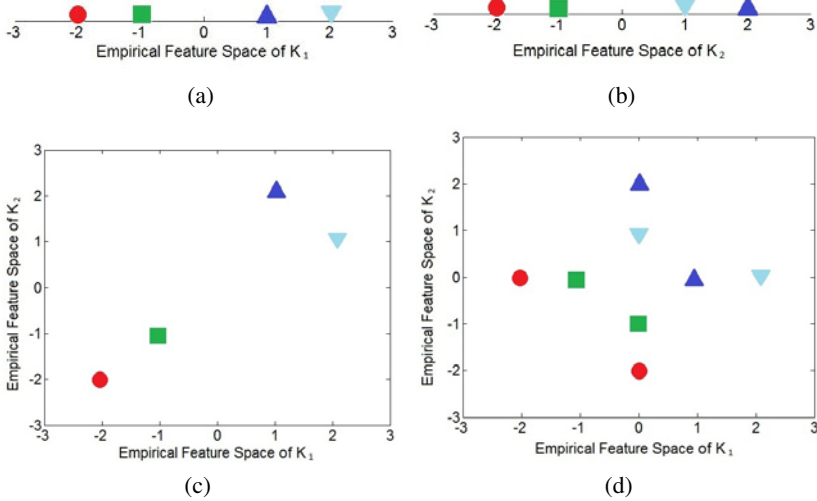 -3 -2 -1 0 1 2 3
Empirical Feature Space of K1
(a)
-3 -2 -1 0 1 2 3
Empirical Feature Space of K2
(b)
3
2
1
0
-1
-2
-3
Empirical Feature Space of K2
-3 -2 -1 0 1 2 3
Empirical Feature Space of K1
(c)
3
2
1
0
-1
-2
-3
Empirical Feature Space of K2
-3 -2 -1 0 1 2 3
Empirical Feature Space of K1
(d)